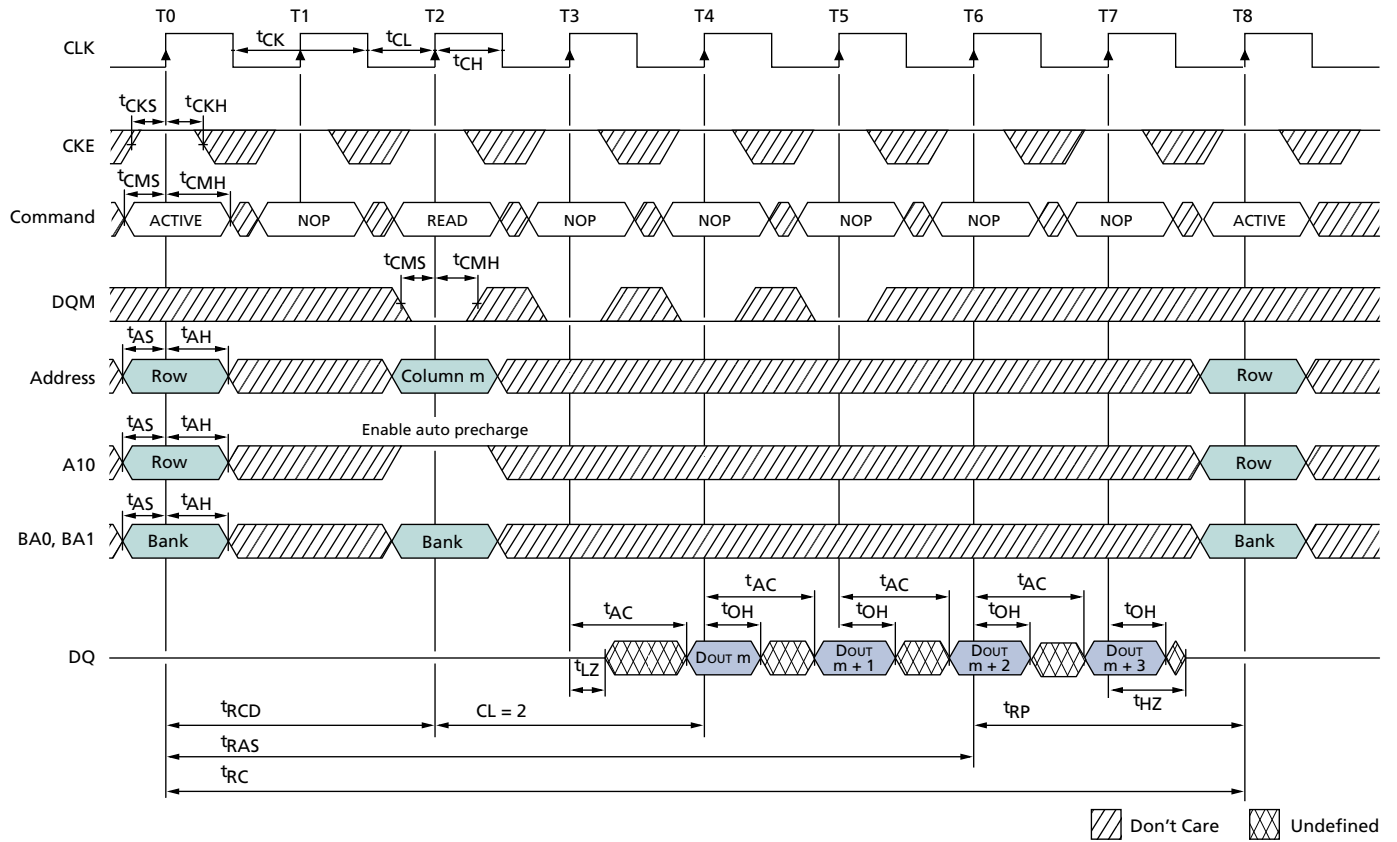 T0 T1 T2 T3 T4 T5 T6 T7 T8
CLK
tCK tCL
tCH
tCKS tCKH
CKE
tCMS tCMH
Command ACTIVE NOP READ NOP NOP NOP NOP NOP ACTIVE
tCMS tCMH
DQM
tAS tAH
Address Row Column m Row
tAS tAH Enable auto precharge
A10 Row Row
tAS tAH
BA0, BA1 Bank Bank Bank
tAC tAC tAC
tAC tOH tOH tOH tOH
DQ DOUT m DOUT m + 1 DOUT m + 2 DOUT m + 3
tLZ tHZ
tRCD CL = 2 tRP
tRAS
tRC
Don't Care Undefined